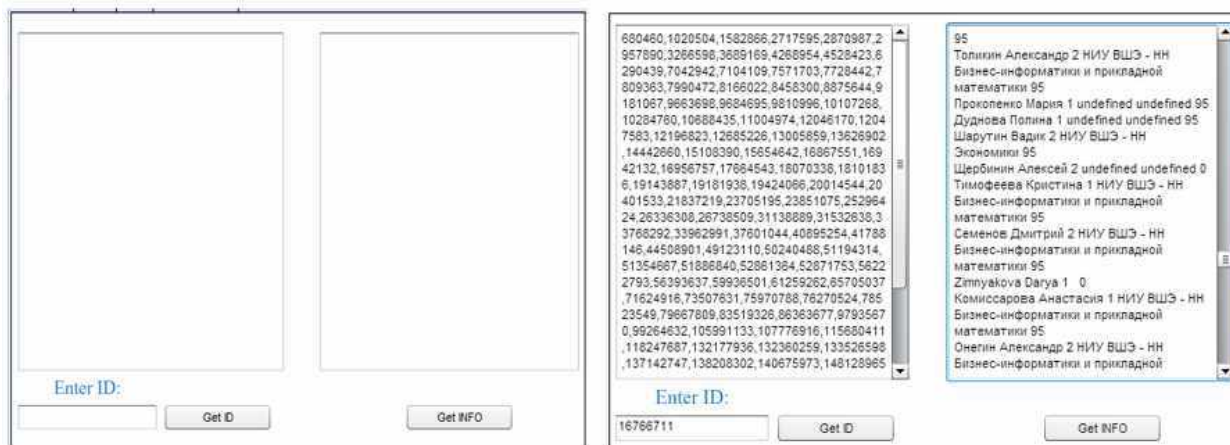 Enter ID:
Get ID
Get INFO
680460,1020504,1582866,2717595,2870987,2
957890,3266598,3689169,4268954,4528423,6
290439,7042942,7104109,7571703,7728442,7
809363,7990472,8166022,8458300,8875644,9
181067,9663698,9684695,9810996,10107268,
10284760,10688435,11004974,12046170,1204
7583,12196823,12685226,13005859,13626902
,14442660,15108390,15654642,16867551,169
42132,16956757,17664543,18070338,1810183
6,19143887,19181938,19424066,20014544,20
401533,21837219,23705195,23851075,252964
24,26336308,26738509,31138889,31532638,3
3768292,33962991,37601044,40895254,41788
146,44508901,49123110,50240488,51194314,
51354667,51886840,52861364,52871753,5622
2793,56393637,59936501,61259262,65705037
,71624916,73507631,75970788,76270524,785
23549,79667809,83519326,86363677,9793567
0,99264632,105991133,107776916,115680411
,118247687,132177936,132360259,133526598
,137142747,138208302,140675973,148128965
95
Толикин Александр 2 НИУ ВШЭ - НН
Бизнес-информатики и прикладной
математики 95
Прокопенко Мария 1 undefined undefined 95
Дуднова Полина 1 undefined undefined 95
Шарутин Вадик 2 НИУ ВШЭ - НН
Экономики 95
Щербинин Алексей 2 undefined undefined 0
Тимофеева Кристина 1 НИУ ВШЭ - НН
Бизнес-информатики и прикладной
математики 95
Семенов Дмитрий 2 НИУ ВШЭ - НН
Бизнес-информатики и прикладной
математики 95
Zimnyakova Darya 1 0
Комиссарова Анастасия 1 НИУ ВШЭ - НН
Бизнес-информатики и прикладной
математики 95
Онегин Александр 2 НИУ ВШЭ - НН
Бизнес-информатики и прикладной
Enter ID:
16766711
Get ID
Get INFO